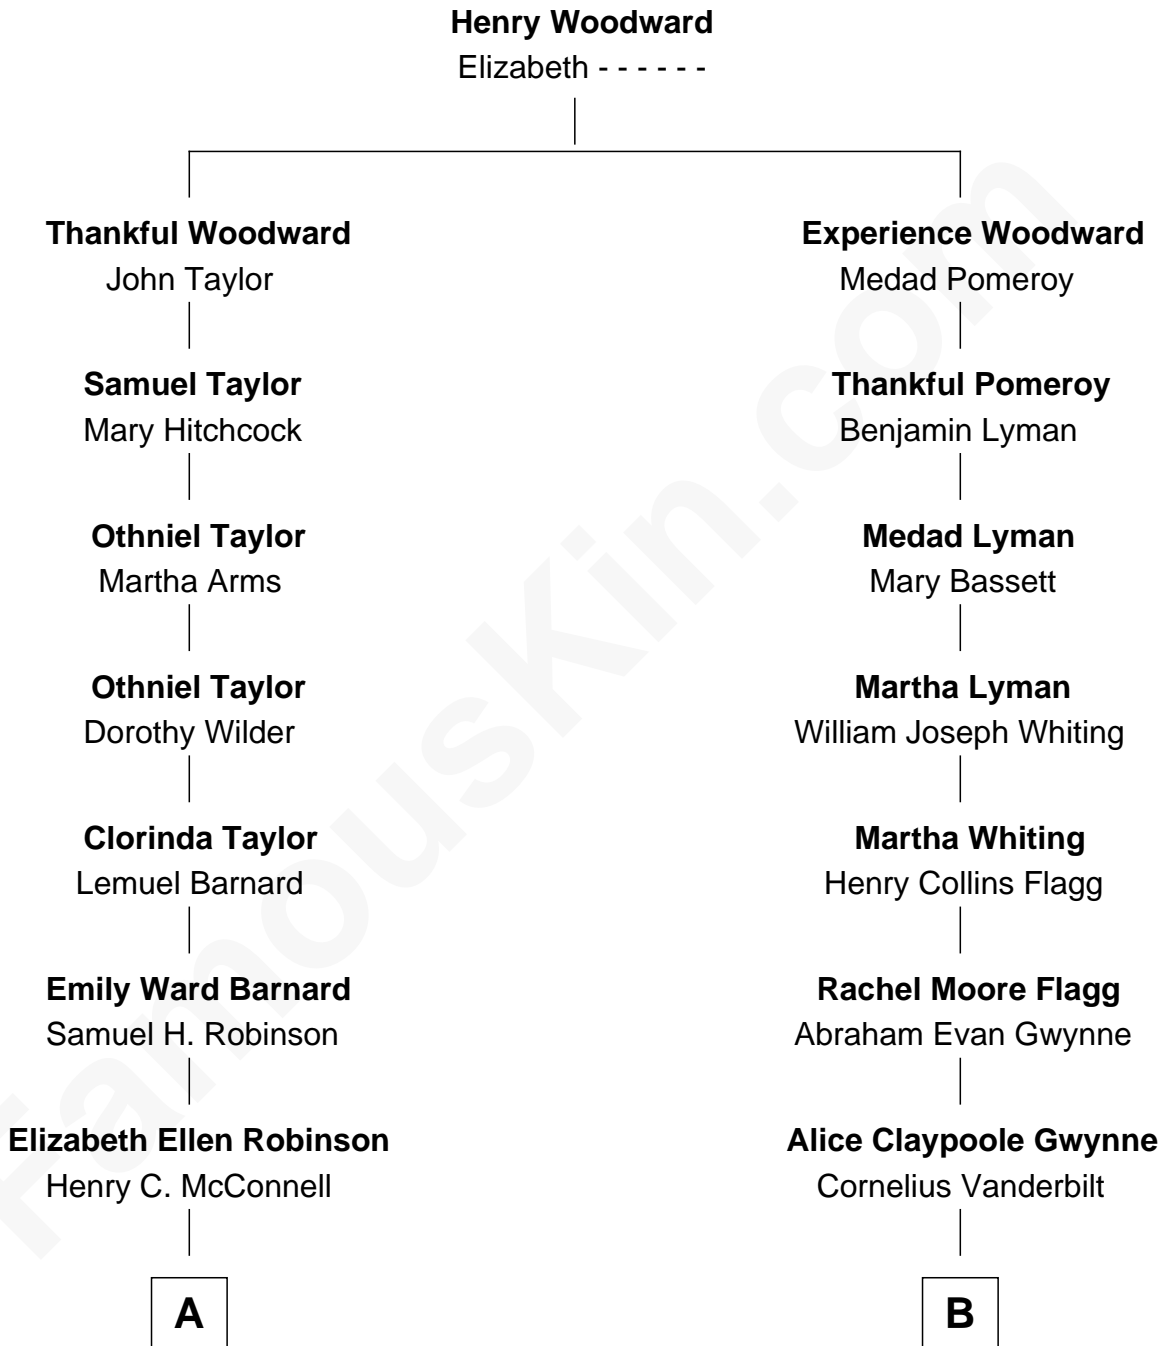 Henry Woodward
Elizabeth - - - - - -
Thankful Woodward
John Taylor
Experience Woodward
Medad Pomeroy
Samuel Taylor
Mary Hitchcock
Thankful Pomeroy
Benjamin Lyman
Othniel Taylor
Martha Arms
Medad Lyman
Mary Bassett
Othniel Taylor
Dorothy Wilder
Martha Lyman
William Joseph Whiting
Clorinda Taylor
Lemuel Barnard
Martha Whiting
Henry Collins Flagg
Emily Ward Barnard
Samuel H. Robinson
Rachel Moore Flagg
Abraham Evan Gwynne
Elizabeth Ellen Robinson
Henry C. McConnell
Alice Claypoole Gwynne
Cornelius Vanderbilt
A
B
FamousKin.com